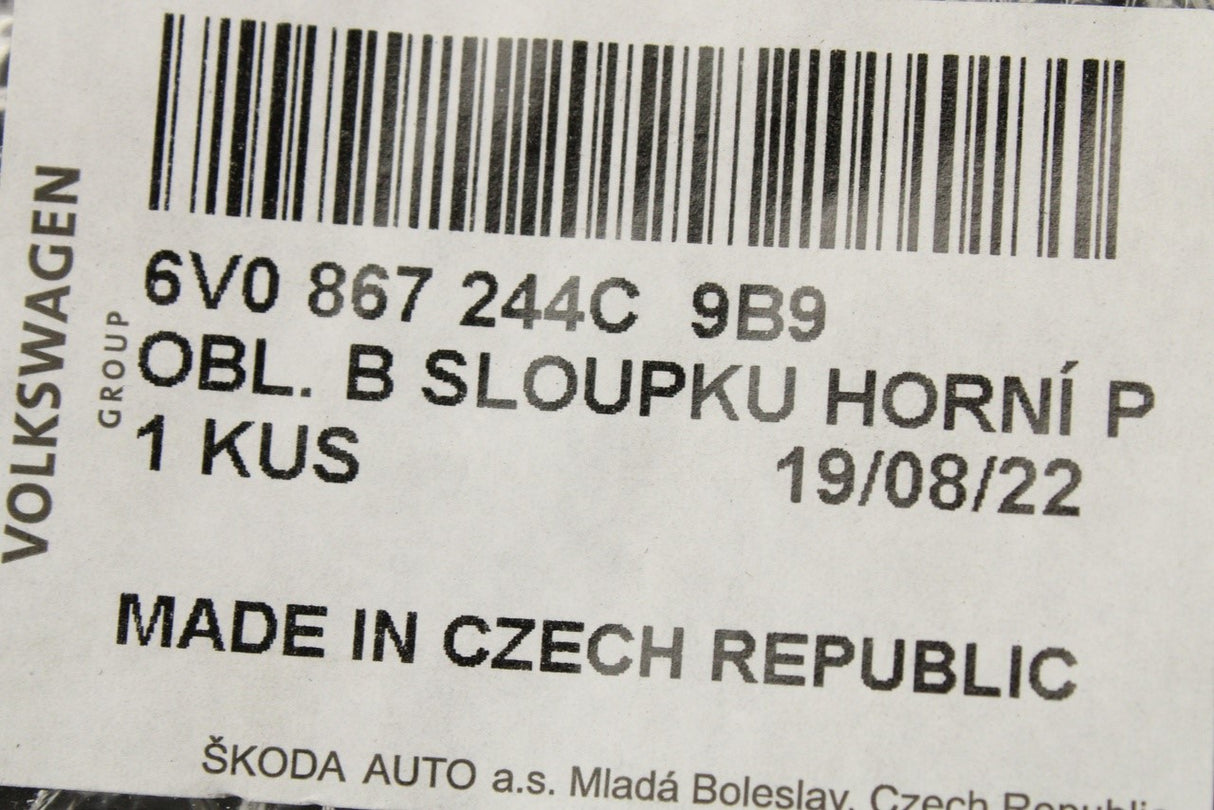 VOLKSWAGEN
GROUP
6V0 867 244C 9B9
OBL. B SLOUPKU HORNÍ P
1 KUS 19/08/22
MADE IN CZECH REPUBLIC
ŠKODA AUTO a.s. Mladá Boleslav, Czech